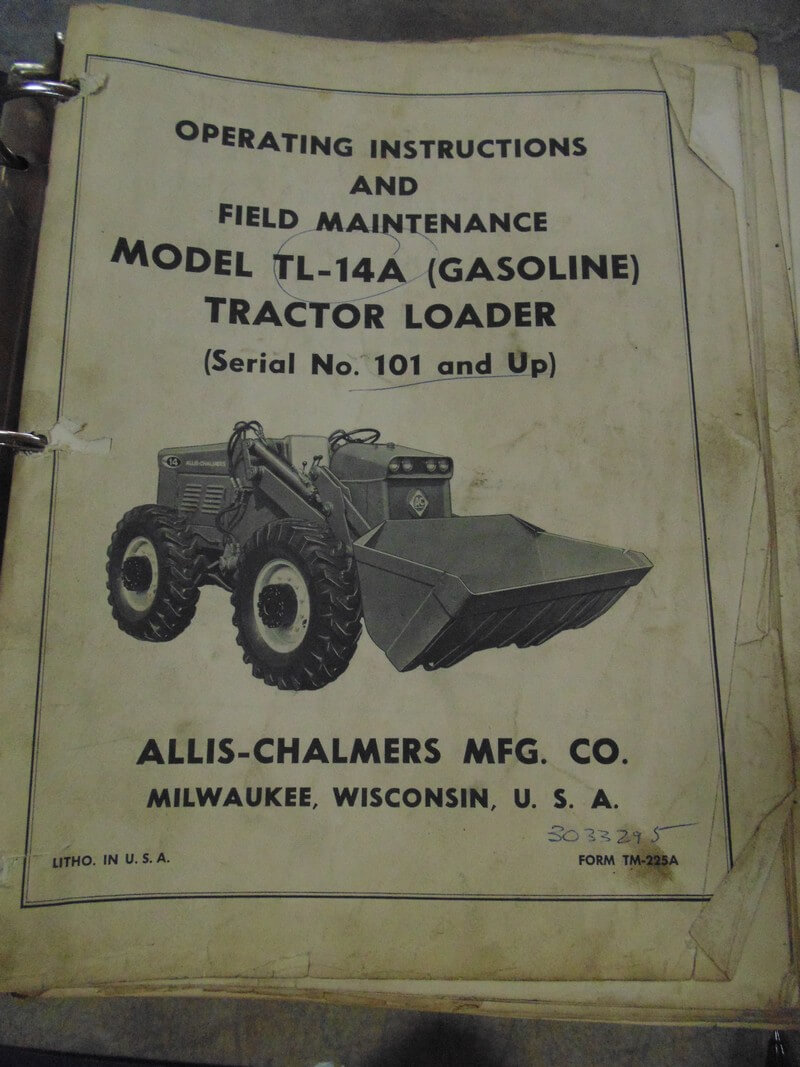 OPERATING INSTRUCTIONS
AND
FIELD MAINTENANCE
MODEL TL-14A (GASOLINE)
TRACTOR LOADER
(Serial No. 101 and Up)
14 ALLIS-CHALMERS
AC
ALLIS-CHALMERS MFG. CO.
MILWAUKEE, WISCONSIN, U. S. A.
3033295
LITHO. IN U. S. A. FORM TM-225A